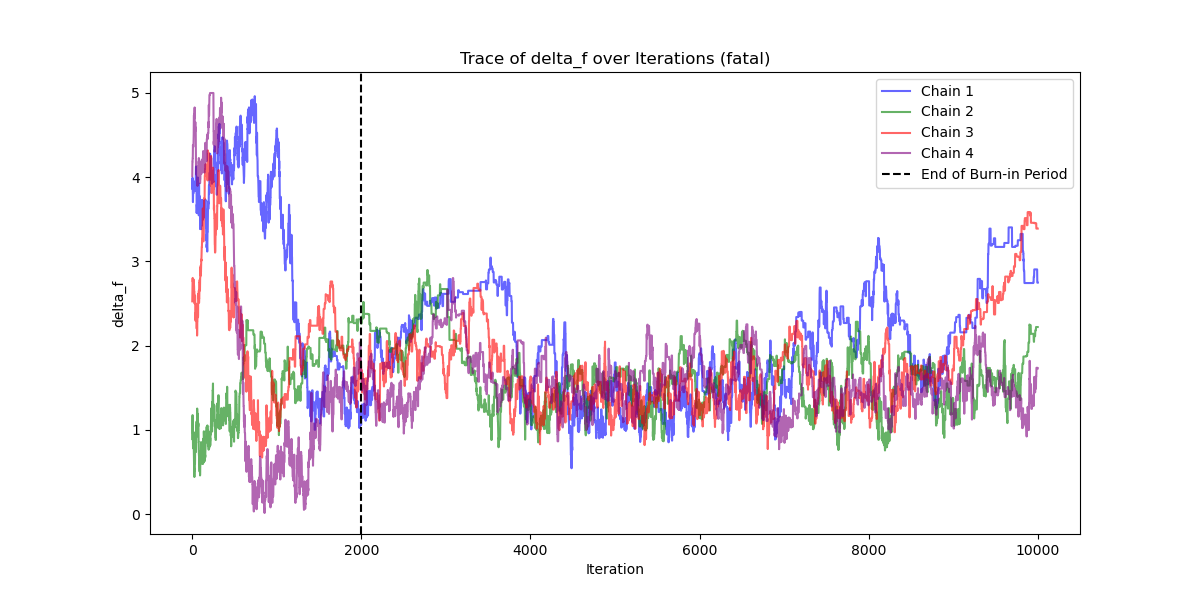 Trace of delta_f over Iterations (fatal)
Chain 1
Chain 2
Chain 3
Chain 4
End of Burn-in Period
5
4
3
2
1
0
delta_f
0
2000
4000
6000
8000
10000
Iteration